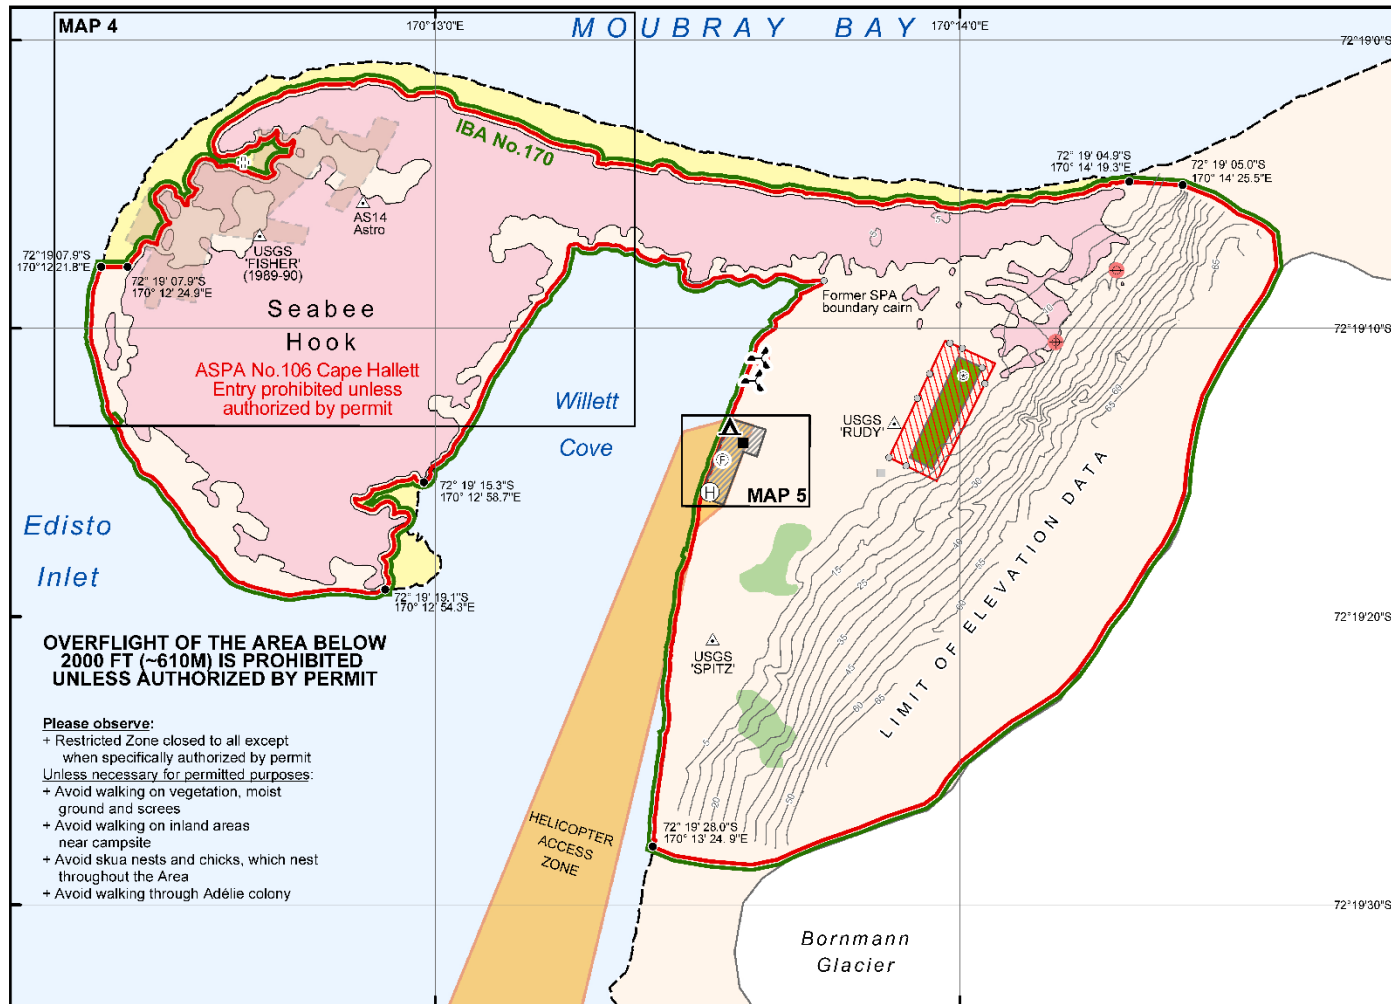 MAP 4
170°13'0"E
MOUBRAY BAY
170°14'0"E
72°19'0"S
IBA No.170
72° 19' 04.9"S
170° 14' 19.3"E
72° 19' 05.0"S
170° 14' 25.5"E
AS14
Astro
USGS
'FISHER'
(1989-90)
72°19'07.9"S
170°12'21.8"E
72° 19' 07.9"S
170° 12' 24.9"E
Seabee
Hook
ASPA No.106 Cape Hallett
Entry prohibited unless
authorized by permit
Former SPA
boundary cairn
72°19'10"S
Willett
Cove
USGS
'RUDY'
F
H
MAP 5
72° 19' 15.3"S
170° 12' 58.7"E
Edisto
Inlet
72° 19' 19.1"S
170° 12' 54.3"E
72°19'20"S
LIMIT OF ELEVATION DATA
USGS
'SPITZ'
OVERFLIGHT OF THE AREA BELOW
2000 FT (~610M) IS PROHIBITED
UNLESS AUTHORIZED BY PERMIT
Please observe:
+ Restricted Zone closed to all except
when specifically authorized by permit
Unless necessary for permitted purposes:
+ Avoid walking on vegetation, moist
ground and screes
+ Avoid walking on inland areas
near campsite
+ Avoid skua nests and chicks, which nest
throughout the Area
+ Avoid walking through Adélie colony
HELICOPTER
ACCESS
ZONE
72° 19' 28.0"S
170° 13' 24.9"E
72°19'30"S
Bornmann
Glacier